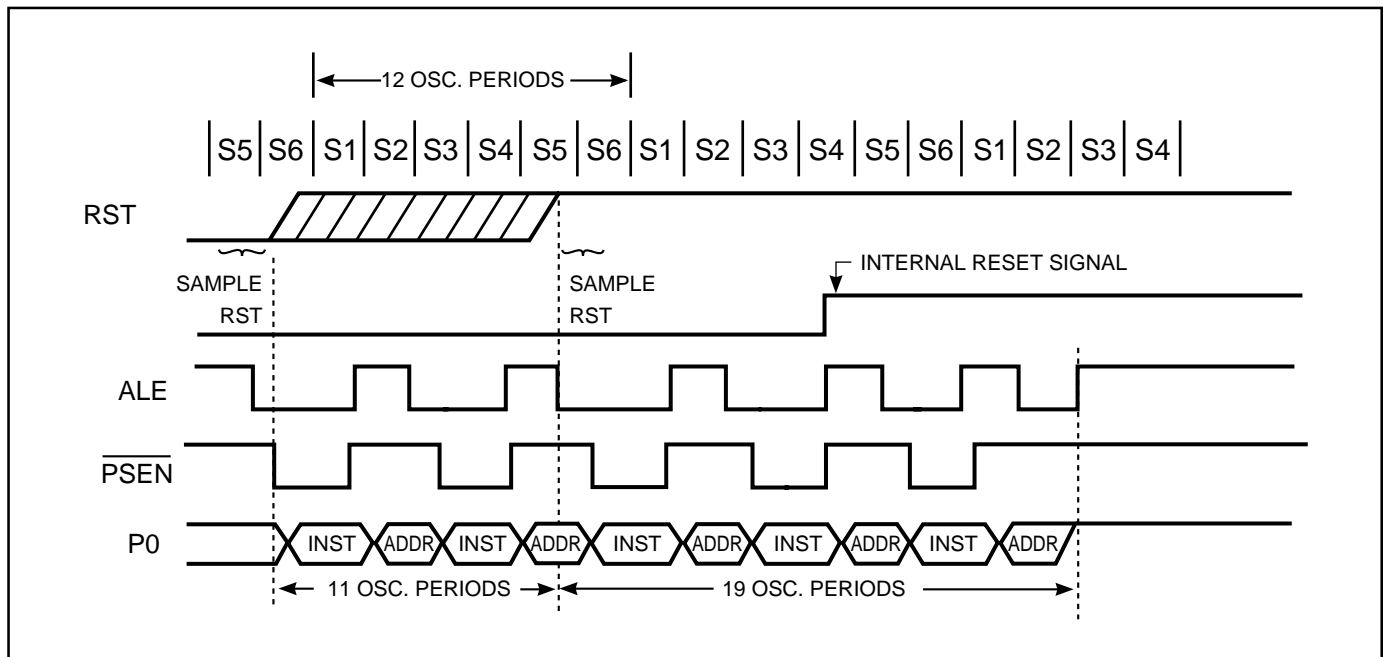 12 OSC. PERIODS
S5 S6 S1 S2 S3 S4 S5 S6 S1 S2 S3 S4 S5 S6 S1 S2 S3 S4
RST
SAMPLE
RST
SAMPLE
RST
INTERNAL RESET SIGNAL
ALE
PSEN
P0
INST ADDR INST ADDR INST ADDR INST ADDR INST ADDR
11 OSC. PERIODS
19 OSC. PERIODS